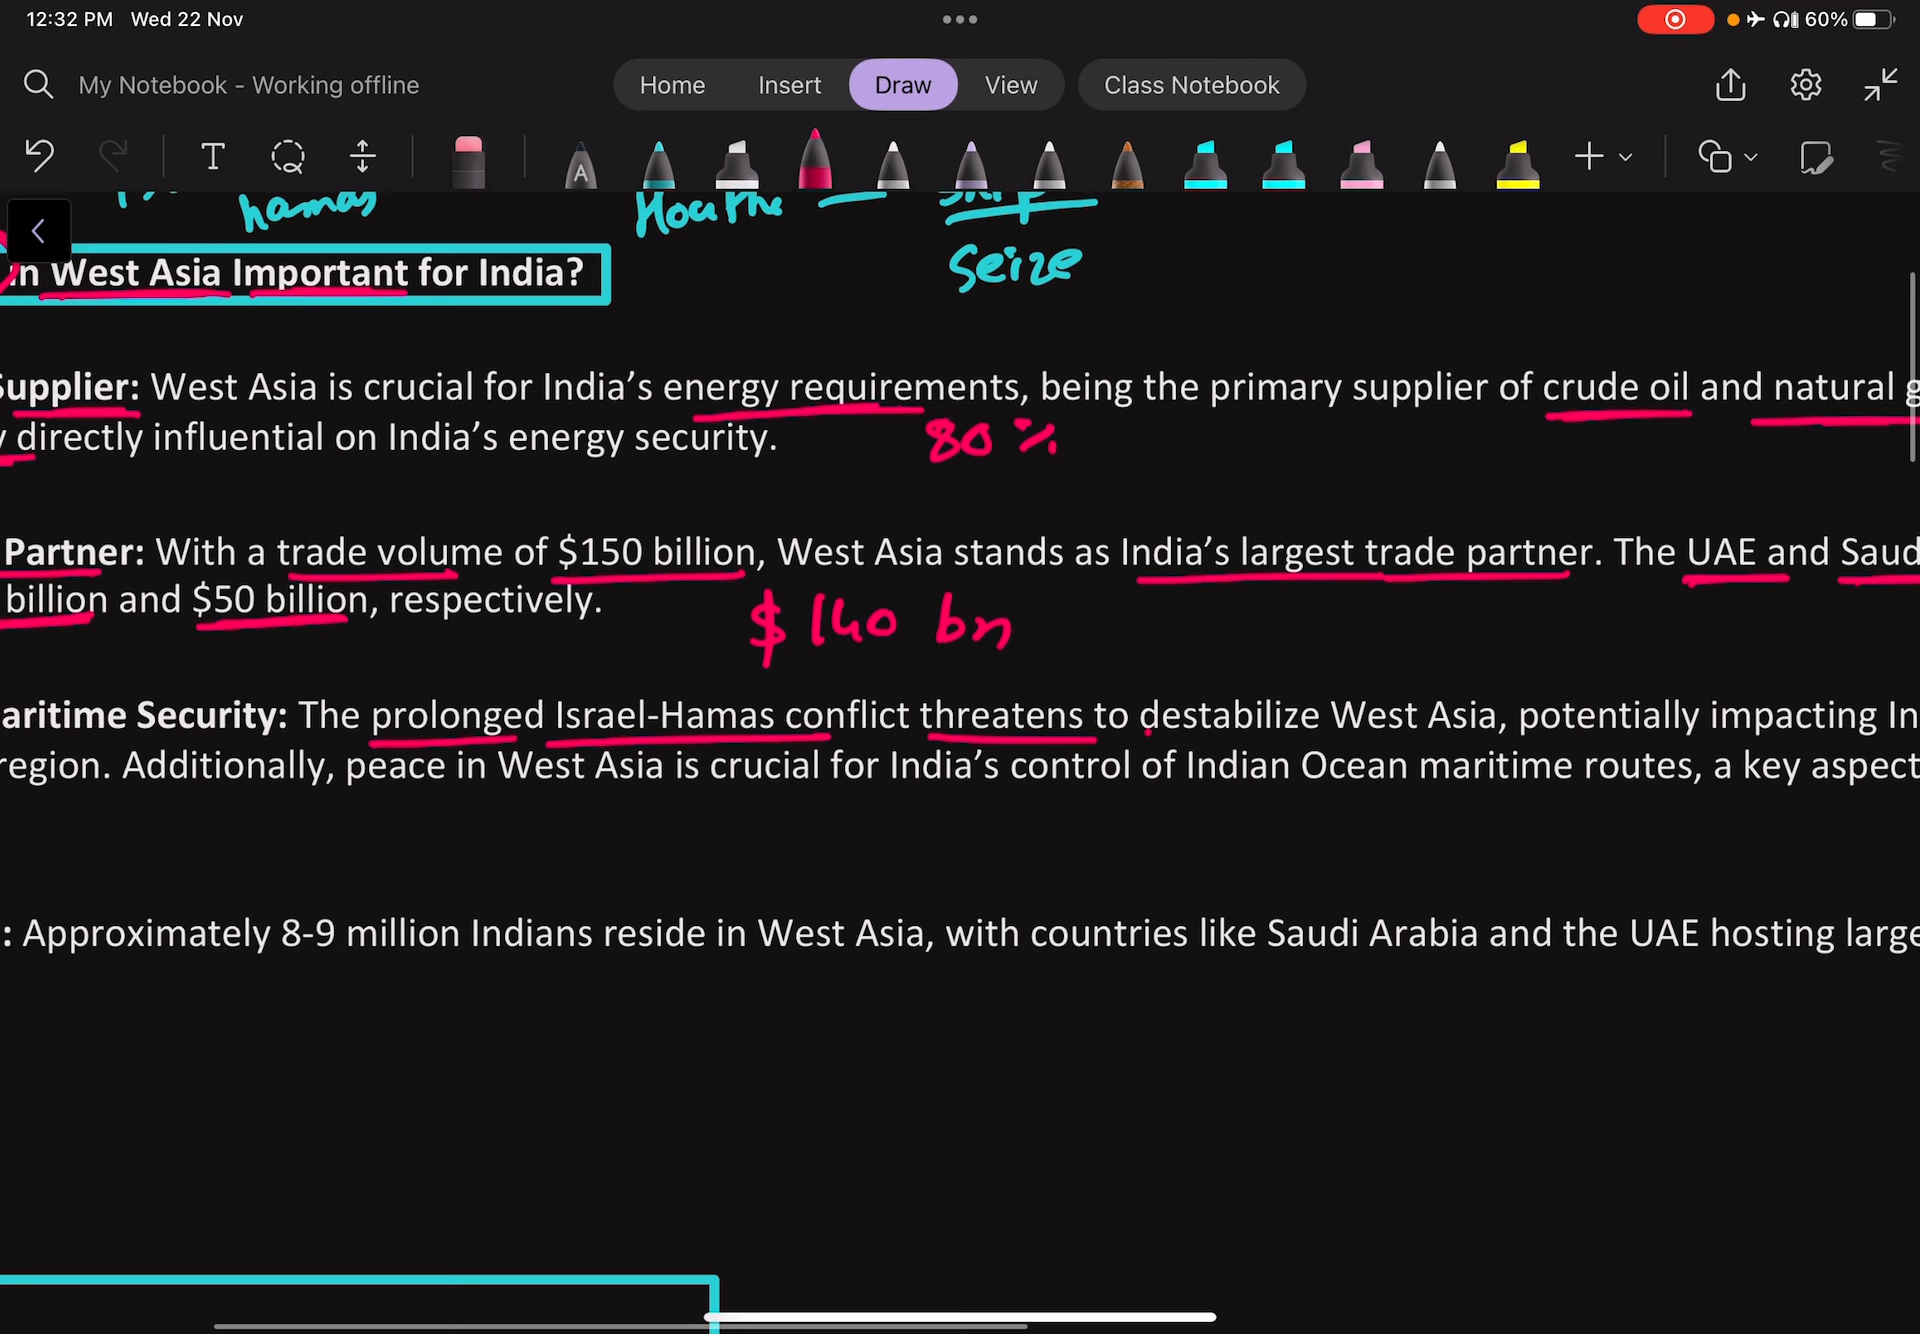 12:32 PM Wed 22 Nov
60%
My Notebook - Working offline
Home Insert Draw View Class Notebook
T A
hamas
Seize
in West Asia Important for India?
Supplier: West Asia is crucial for India's energy requirements, being the primary supplier of crude oil and natural g
y directly influential on India's energy security.
80 %
Partner: With a trade volume of $150 billion, West Asia stands as India's largest trade partner. The UAE and Saud
billion and $50 billion, respectively.
$ 140 bn
aritime Security: The prolonged Israel-Hamas conflict threatens to destabilize West Asia, potentially impacting In
region. Additionally, peace in West Asia is crucial for India's control of Indian Ocean maritime routes, a key aspect
: Approximately 8-9 million Indians reside in West Asia, with countries like Saudi Arabia and the UAE hosting large